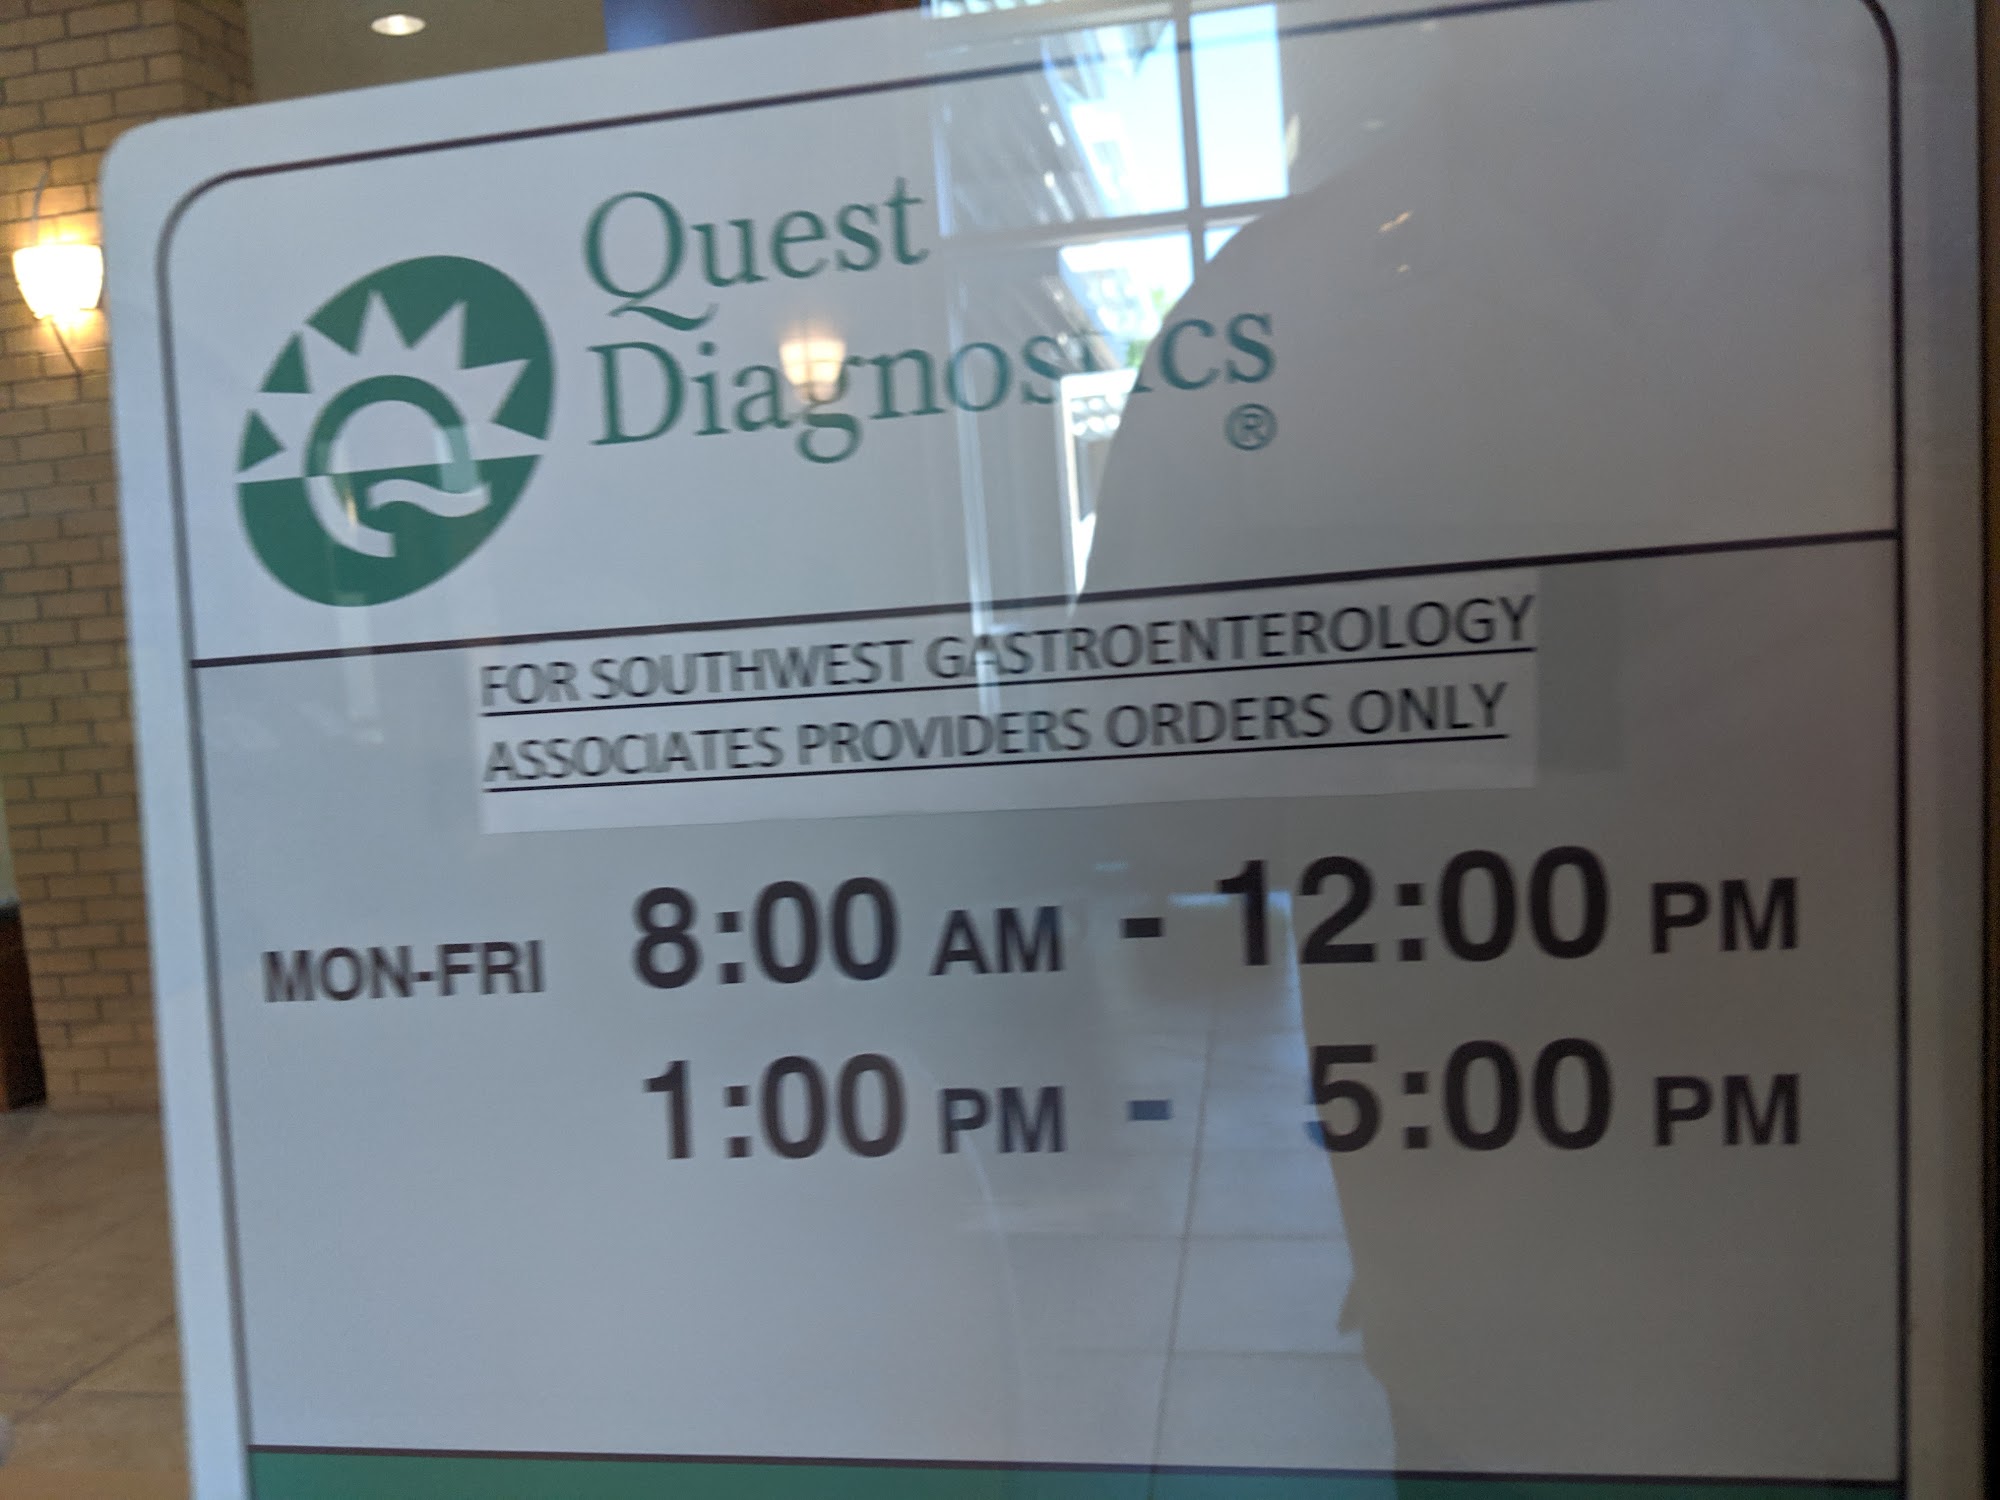 Quest
Diagnostics
®
FOR SOUTHWEST GASTROENTEROLOGY
ASSOCIATES PROVIDERS ORDERS ONLY
MON-FRI 8:00 AM - 12:00 PM
1:00 PM - 5:00 PM